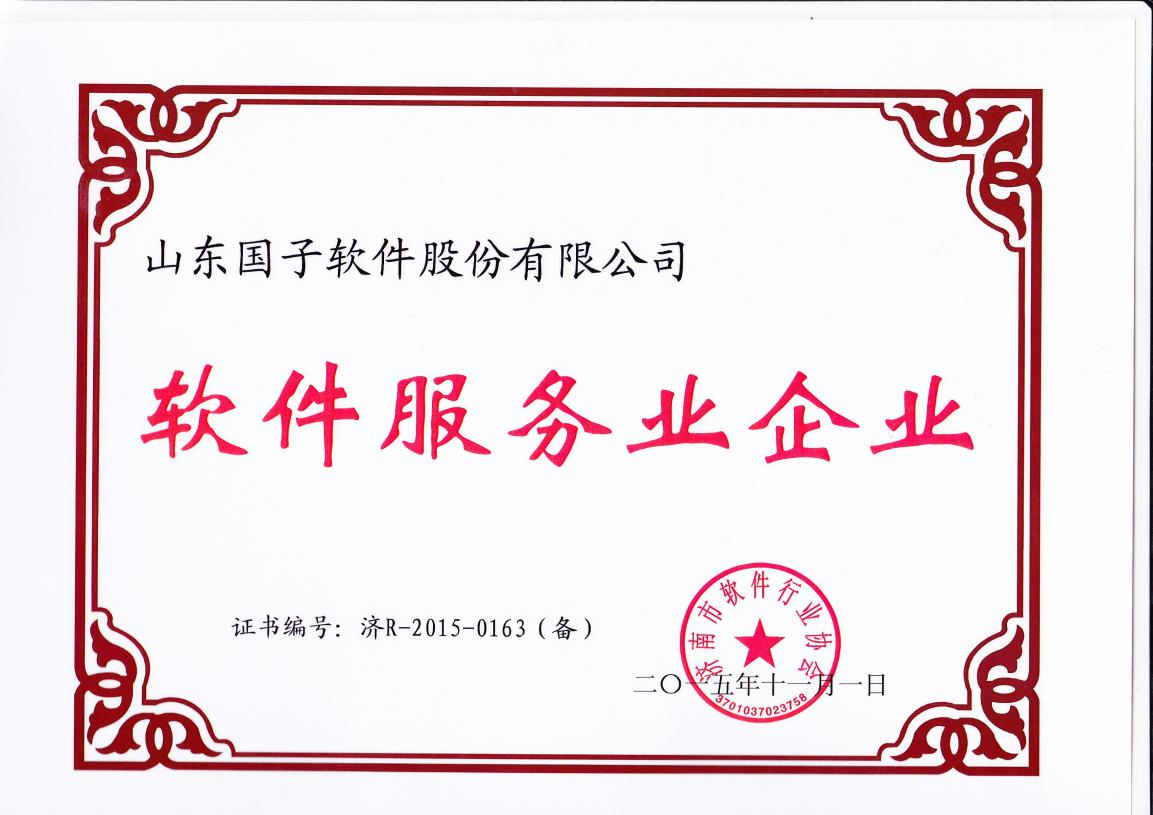 山东国子软件股份有限公司
软件服务业企业
证书编号：济R-2015-0163（备）
济南市软件行业协会
二〇一五年十一月一日
3701037023758